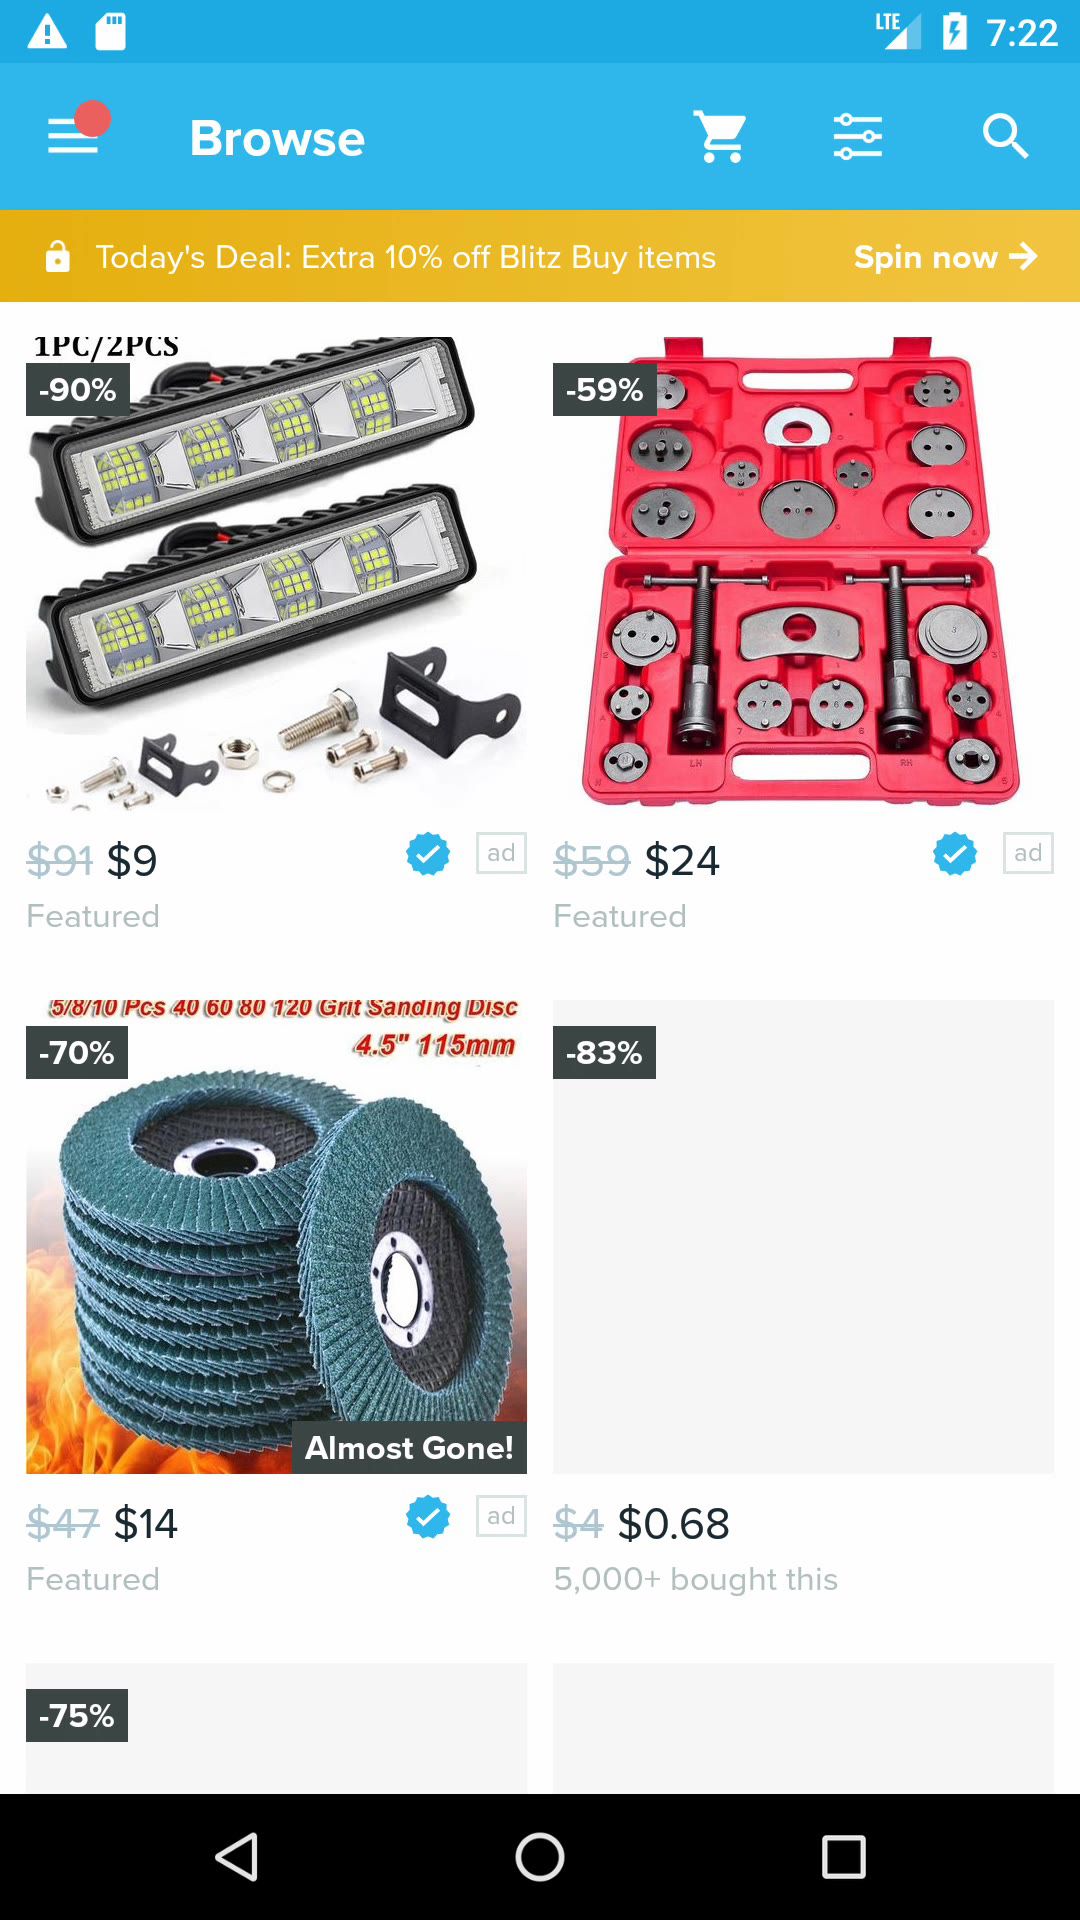 LTE 7:22
Browse
Today's Deal: Extra 10% off Blitz Buy items Spin now
1PC/2PCS
-90%
-59%
LH RH
$91 $9 ad
Featured
$59 $24 ad
Featured
5/8/10 Pcs 40 60 80 120 Grit Sanding Disc
4.5" 115mm
-70%
-83%
Almost Gone!
$47 $14 ad
Featured
$4 $0.68
5,000+ bought this
-75%